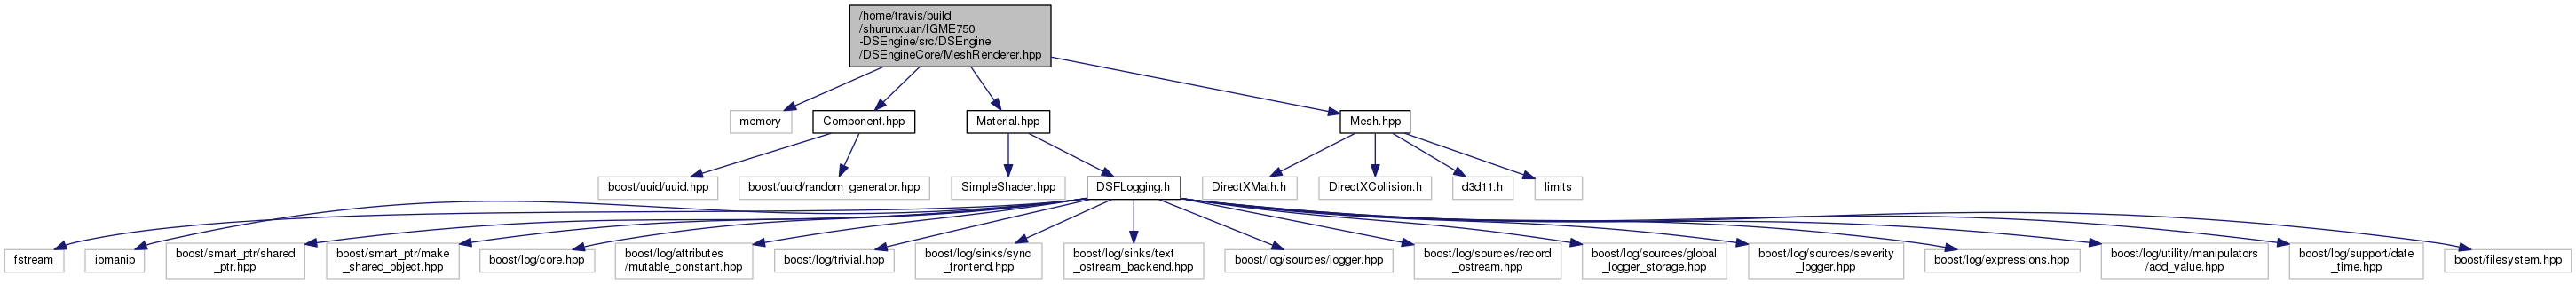 /home/travis/build
/shurunxuan/IGME750
-DSEngine/src/DSEngine
/DSEngineCore/MeshRenderer.hpp
memory
Component.hpp
Material.hpp
Mesh.hpp
boost/uuid/uuid.hpp
boost/uuid/random_generator.hpp
SimpleShader.hpp
DSFLogging.h
DirectXMath.h
DirectXCollision.h
d3d11.h
limits
fstream
iomanip
boost/smart_ptr/shared
_ptr.hpp
boost/smart_ptr/make
_shared_object.hpp
boost/log/core.hpp
boost/log/attributes
/mutable_constant.hpp
boost/log/trivial.hpp
boost/log/sinks/sync
_frontend.hpp
boost/log/sinks/text
_ostream_backend.hpp
boost/log/sources/logger.hpp
boost/log/sources/record
_ostream.hpp
boost/log/sources/global
_logger_storage.hpp
boost/log/sources/severity
_logger.hpp
boost/log/expressions.hpp
boost/log/utility/manipulators
/add_value.hpp
boost/log/support/date
_time.hpp
boost/filesystem.hpp